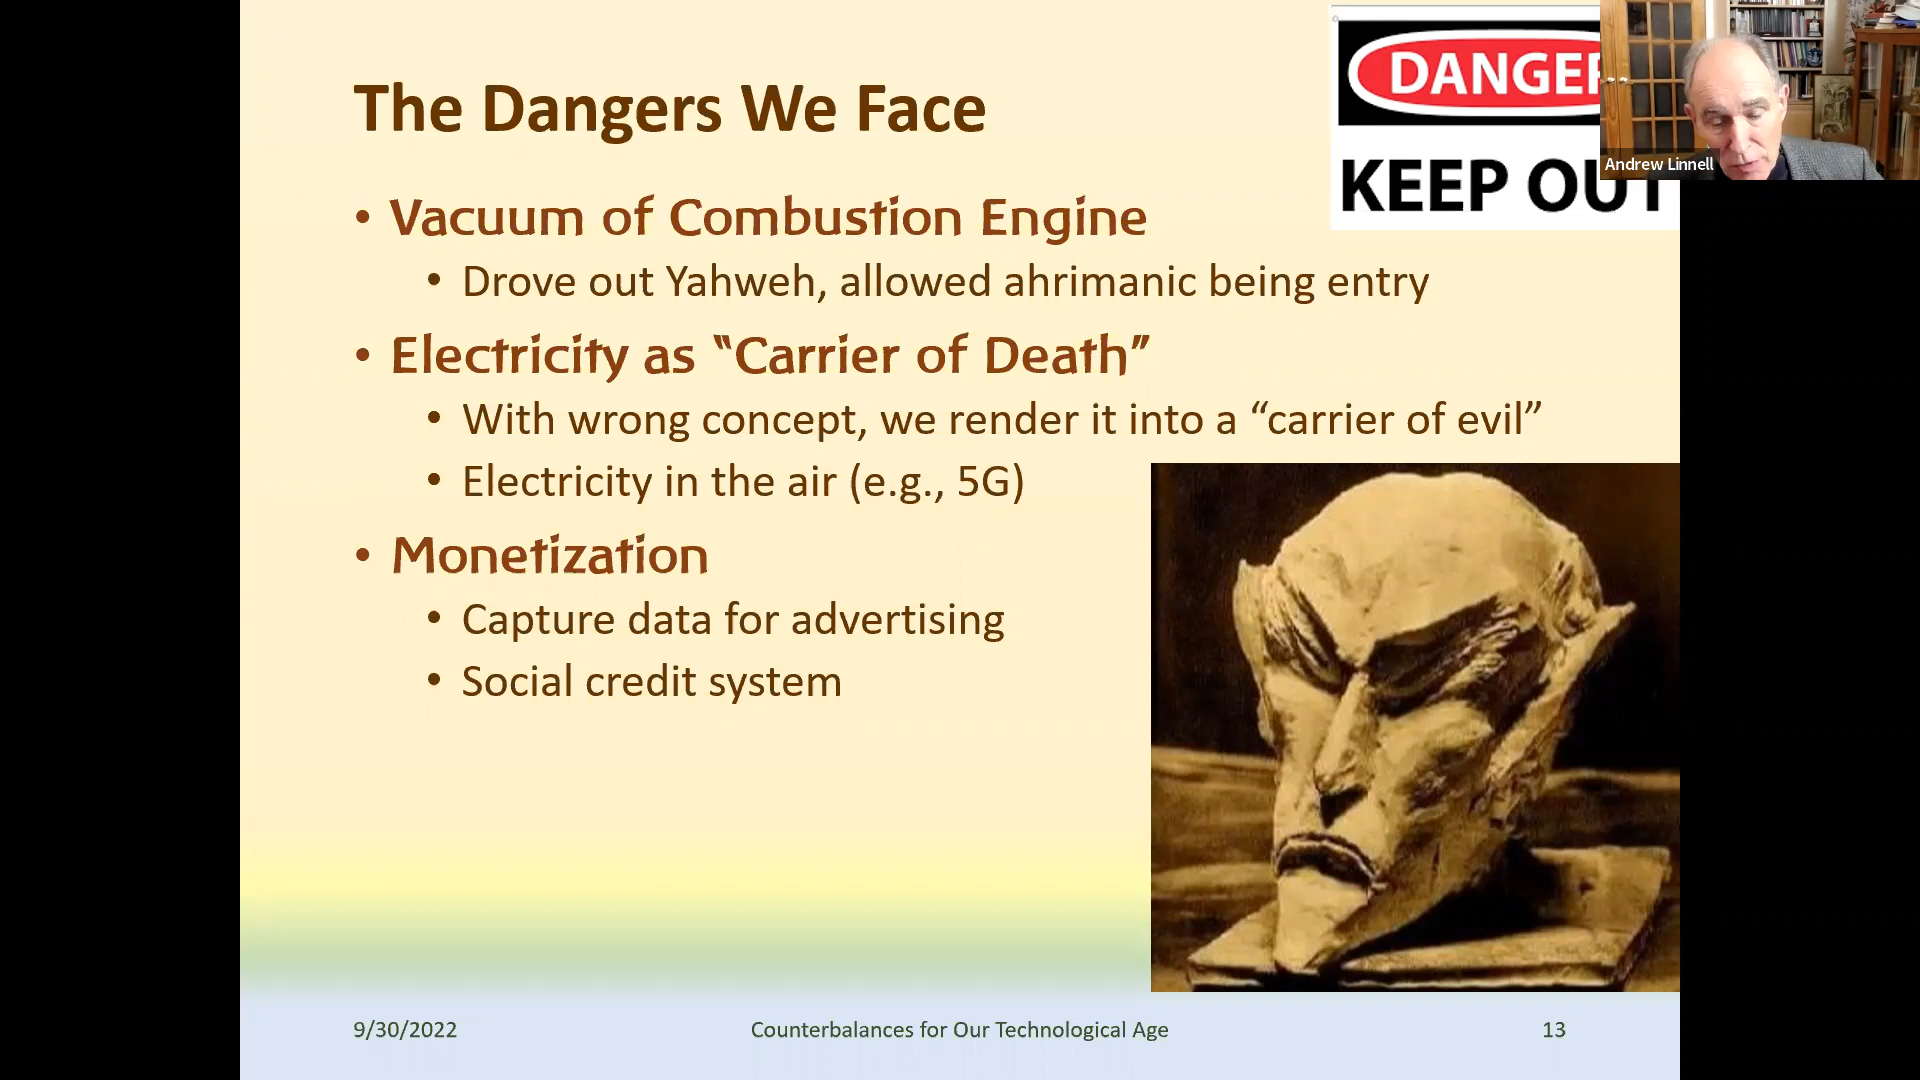 The Dangers We Face
DANGER
KEEP OUT
Andrew Linnell
• Vacuum of Combustion Engine
• Drove out Yahweh, allowed ahrimanic being entry
• Electricity as “Carrier of Death”
• With wrong concept, we render it into a “carrier of evil”
• Electricity in the air (e.g., 5G)
• Monetization
• Capture data for advertising
• Social credit system
9/30/2022
Counterbalances for Our Technological Age
13